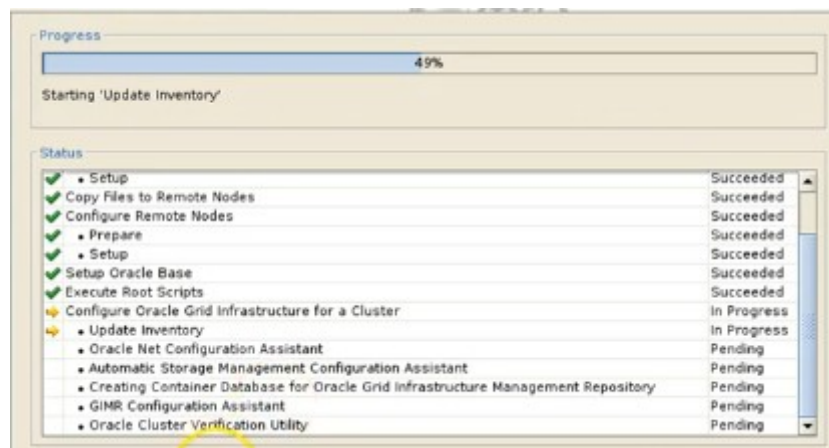 Progress
49%
Starting 'Update Inventory'
Status
• Setup Succeeded
Copy Files to Remote Nodes Succeeded
Configure Remote Nodes Succeeded
• Prepare Succeeded
• Setup Succeeded
Setup Oracle Base Succeeded
Execute Root Scripts Succeeded
Configure Oracle Grid Infrastructure for a Cluster In Progress
• Update Inventory In Progress
• Oracle Net Configuration Assistant Pending
• Automatic Storage Management Configuration Assistant Pending
• Creating Container Database for Oracle Grid Infrastructure Management Repository Pending
• GIMR Configuration Assistant Pending
• Oracle Cluster Verification Utility Pending